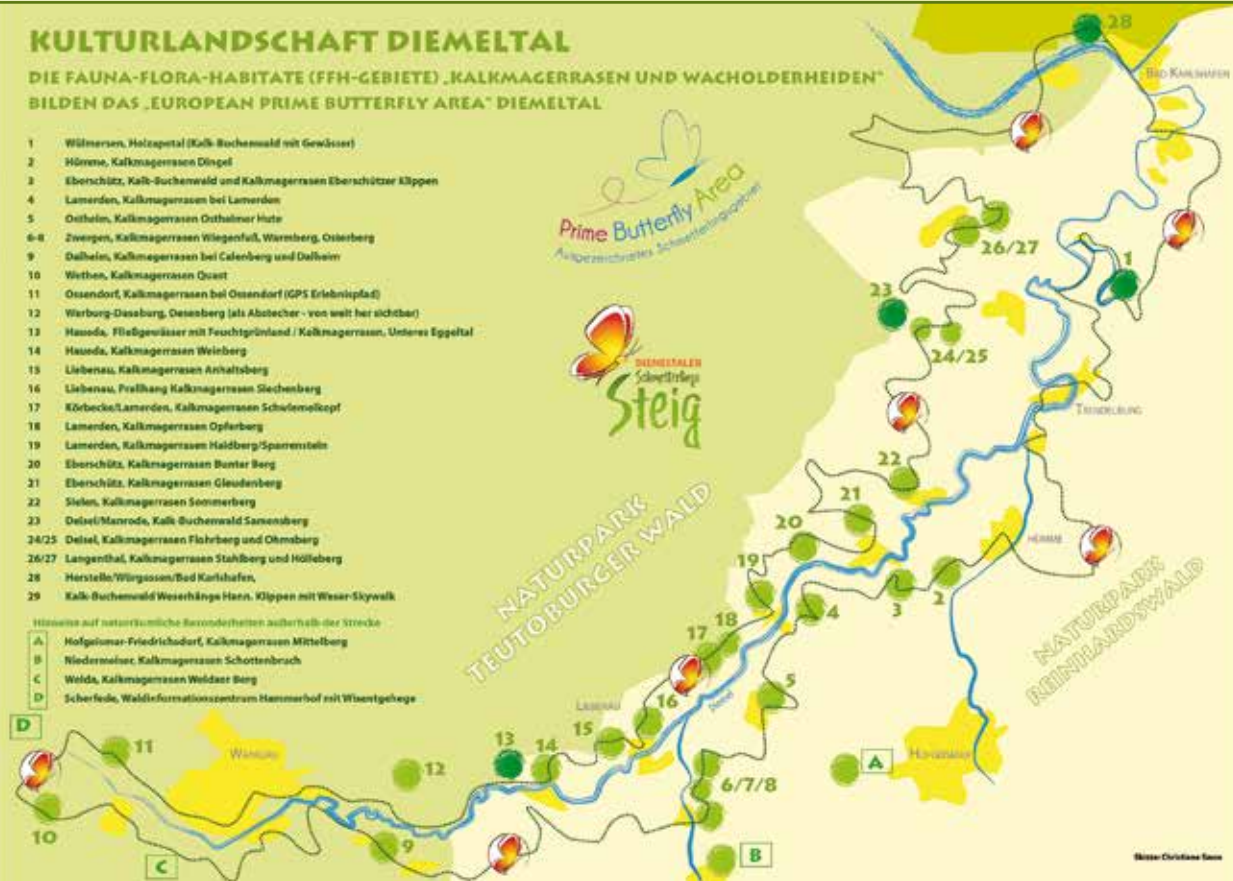 KULTURLANDSCHAFT DIEMELTAL
DIE FAUNA-FLORA-HABITATE (FFH-GEBIETE) „KALKMAGERRASEN UND WACHOLDERHEIDEN“
BILDEN DAS „EUROPEAN PRIME BUTTERFLY AREA“ DIEMELTAL
1 Wülmersen, Holzapetal (Kalk-Buchenwald mit Gewässer)
2 Hümme, Kalkmagerrasen Dingel
3 Eberschütz, Kalk-Buchenwald und Kalkmagerrasen Eberschützer Klippen
4 Lamerden, Kalkmagerrasen bei Lamerden
5 Ostheim, Kalkmagerrasen Ostheimer Hute
6-8 Zwergen, Kalkmagerrasen Wiegenfuß, Warmberg, Osterberg
9 Dalheim, Kalkmagerrasen bei Calenberg und Dalheim
10 Wethen, Kalkmagerrasen Quast
11 Ossendorf, Kalkmagerrasen bei Ossendorf (GPS Erlebnispfad)
12 Warburg-Daseburg, Desenberg (als Abstecher - von weit her sichtbar)
13 Haueda, Fließgewässer mit Feuchtgrünland / Kalkmagerrasen, Unteres Eggeltal
14 Haueda, Kalkmagerrasen Weinberg
15 Liebenau, Kalkmagerrasen Anhaltsberg
16 Liebenau, Prallhang Kalkmagerrasen Siechenberg
17 Körbecke/Lamerden, Kalkmagerrasen Schwiemelkopf
18 Lamerden, Kalkmagerrasen Opferberg
19 Lamerden, Kalkmagerrasen Haidberg/Sparrenstein
20 Eberschütz, Kalkmagerrasen Bunter Berg
21 Eberschütz, Kalkmagerrasen Gleudenberg
22 Sielen, Kalkmagerrasen Sommerberg
23 Deisel/Manrode, Kalk-Buchenwald Samensberg
24/25 Deisel, Kalkmagerrasen Flohrberg und Ohmsberg
26/27 Langenthal, Kalkmagerrasen Stahlberg und Hölleberg
28 Herstelle/Würgassen/Bad Karlshafen,
29 Kalk-Buchenwald Weserhänge Hann. Klippen mit Weser-Skywalk
Hinweise auf naturräumliche Besonderheiten außerhalb der Strecke
A Hofgeismar-Friedrichsdorf, Kalkmagerrasen Mittelberg
B Niedermeiser, Kalkmagerrasen Schottenbruch
C Welda, Kalkmagerrasen Weldaer Berg
D Scherfede, Waldinformationszentrum Hammerhof mit Wisentgehege
Prime Butterfly Area
Ausgezeichnetes Schmetterlingsgebiet
DIEMELTALER
Schmetterlings
Steig
NATURPARK
TEUTOBURGER WALD
NATURPARK
REINHARDSWALD
28
BAD KARLSHAFEN
26/27
1
23
24/25
TRENDELBURG
22
21
20
HÜMME
19
3
2
4
18
17
5
LIEBENAU
Diemel
16
15
D
11
WARBURG
13
14
12
6/7/8
A
HOFGEISMAR
10
9
C
B
Skizze: Christiane Sasse